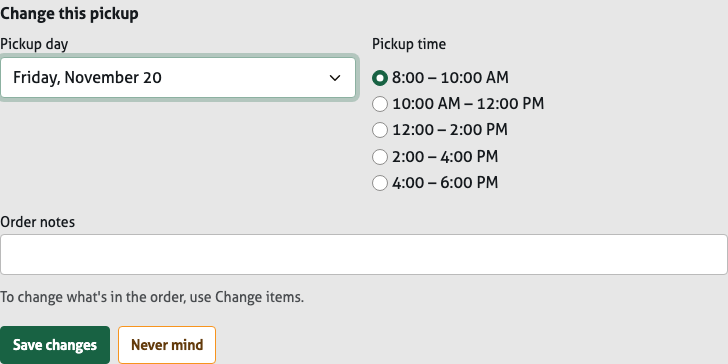 Change this pickup
Pickup day
Friday, November 20
Pickup time
8:00 – 10:00 AM
10:00 AM – 12:00 PM
12:00 – 2:00 PM
2:00 – 4:00 PM
4:00 – 6:00 PM
Order notes
To change what's in the order, use Change items.
Save changes
Never mind